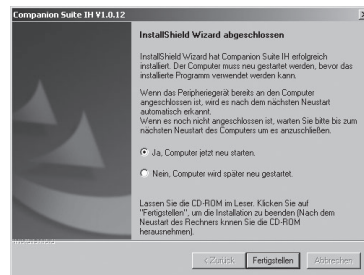 Companion Suite IH V1.0.12
InstallShield Wizard abgeschlossen
InstallShield Wizard hat Companion Suite IH erfolgreich
installiert. Der Computer muss neu gestartet werden, bevor das
installierte Programm verwendet werden kann.
Wenn das Peripheriegerät bereits an den Computer
angeschlossen ist, wird es nach dem nächsten Neustart
automatisch erkannt.
Wenn es noch nicht angeschlossen ist, warten Sie bitte bis zum
nächsten Neustart des Computers um es anzuschließen.
Ja, Computer jetzt neu starten.
Nein, Computer wird später neu gestartet.
Lassen Sie die CD-ROM im Leser. Klicken Sie auf
"Fertigstellen", um die Installation zu beenden (Nach dem
Neustart des Rechners knnen Sie die CD-ROM
herausnehmen).
< Zurück Fertigstellen Abbrechen